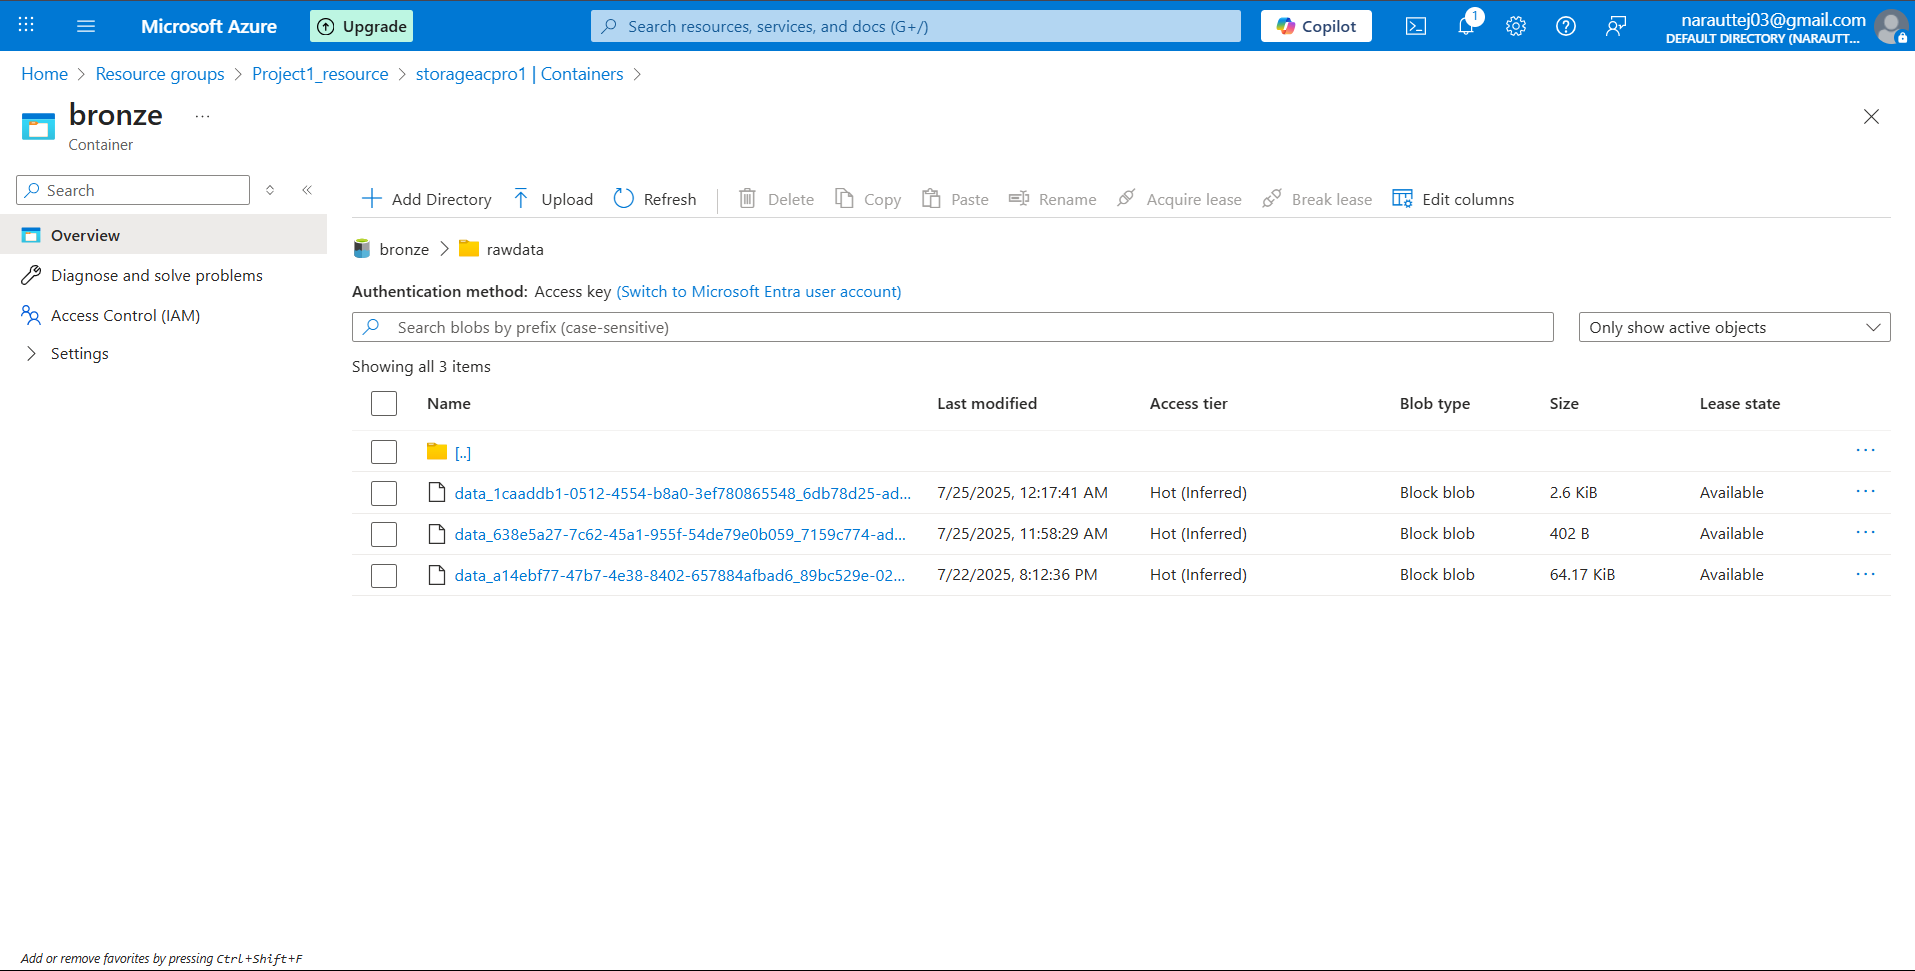 Microsoft Azure
Upgrade
Search resources, services, and docs (G+/)
Copilot
1
narauttej03@gmail.com
DEFAULT DIRECTORY (NARAUTT...
Home > Resource groups > Project1_resource > storageacpro1 | Containers >
bronze ...
Container
Search
Overview
Diagnose and solve problems
Access Control (IAM)
Settings
Add Directory Upload Refresh Delete Copy Paste Rename Acquire lease Break lease Edit columns
bronze > rawdata
Authentication method: Access key (Switch to Microsoft Entra user account)
Search blobs by prefix (case-sensitive)
Only show active objects
Showing all 3 items
Name Last modified Access tier Blob type Size Lease state
[..] ...
data_1caaddb1-0512-4554-b8a0-3ef780865548_6db78d25-ad... 7/25/2025, 12:17:41 AM Hot (Inferred) Block blob 2.6 KiB Available ...
data_638e5a27-7c62-45a1-955f-54de79e0b059_7159c774-ad... 7/25/2025, 11:58:29 AM Hot (Inferred) Block blob 402 B Available ...
data_a14ebf77-47b7-4e38-8402-657884afbad6_89bc529e-02... 7/22/2025, 8:12:36 PM Hot (Inferred) Block blob 64.17 KiB Available ...
Add or remove favorites by pressing Ctrl+Shift+F